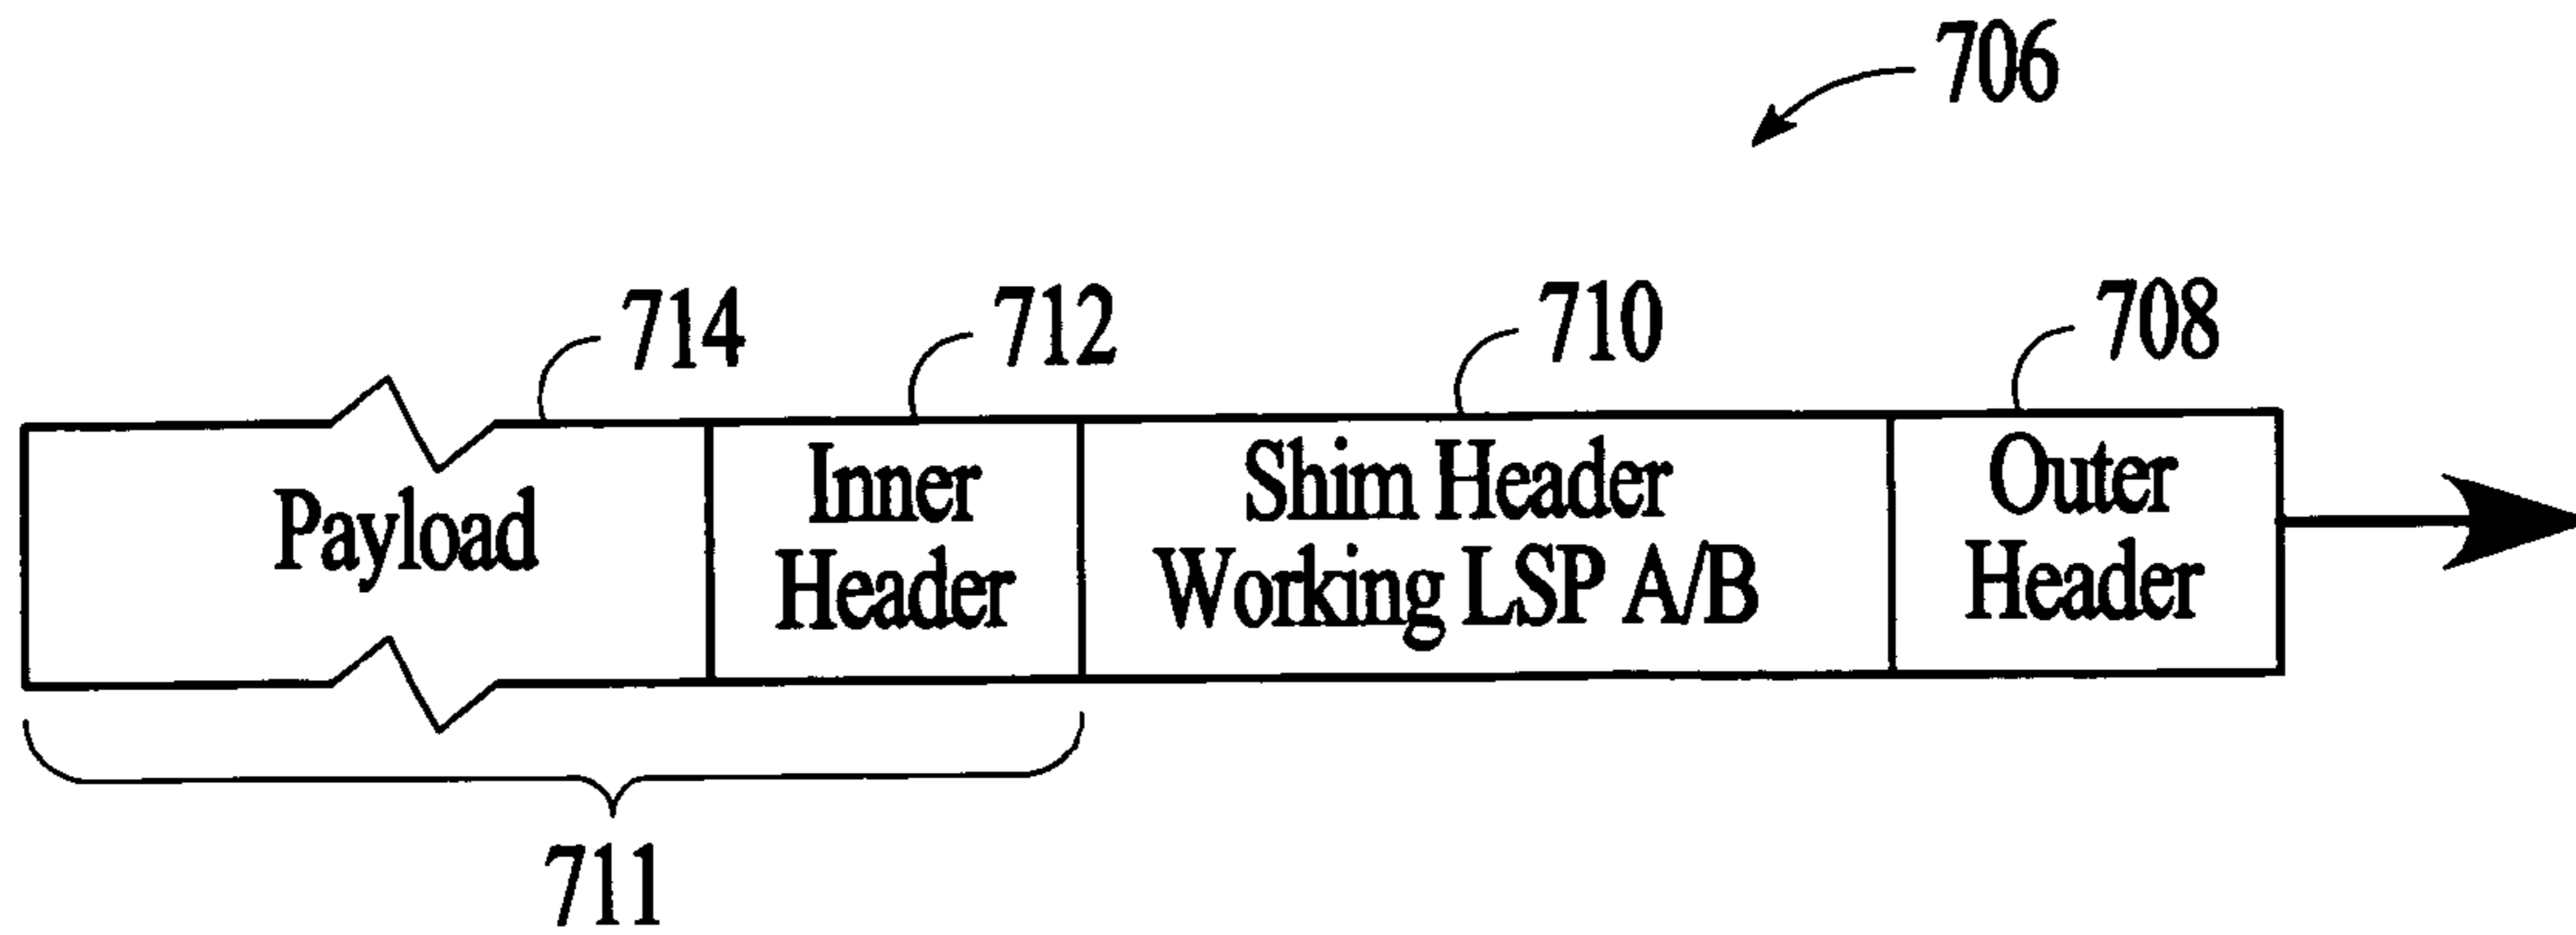 706
714
712
710
708
Payload
Inner
Header
Shim Header
Working LSP A/B
Outer
Header
711